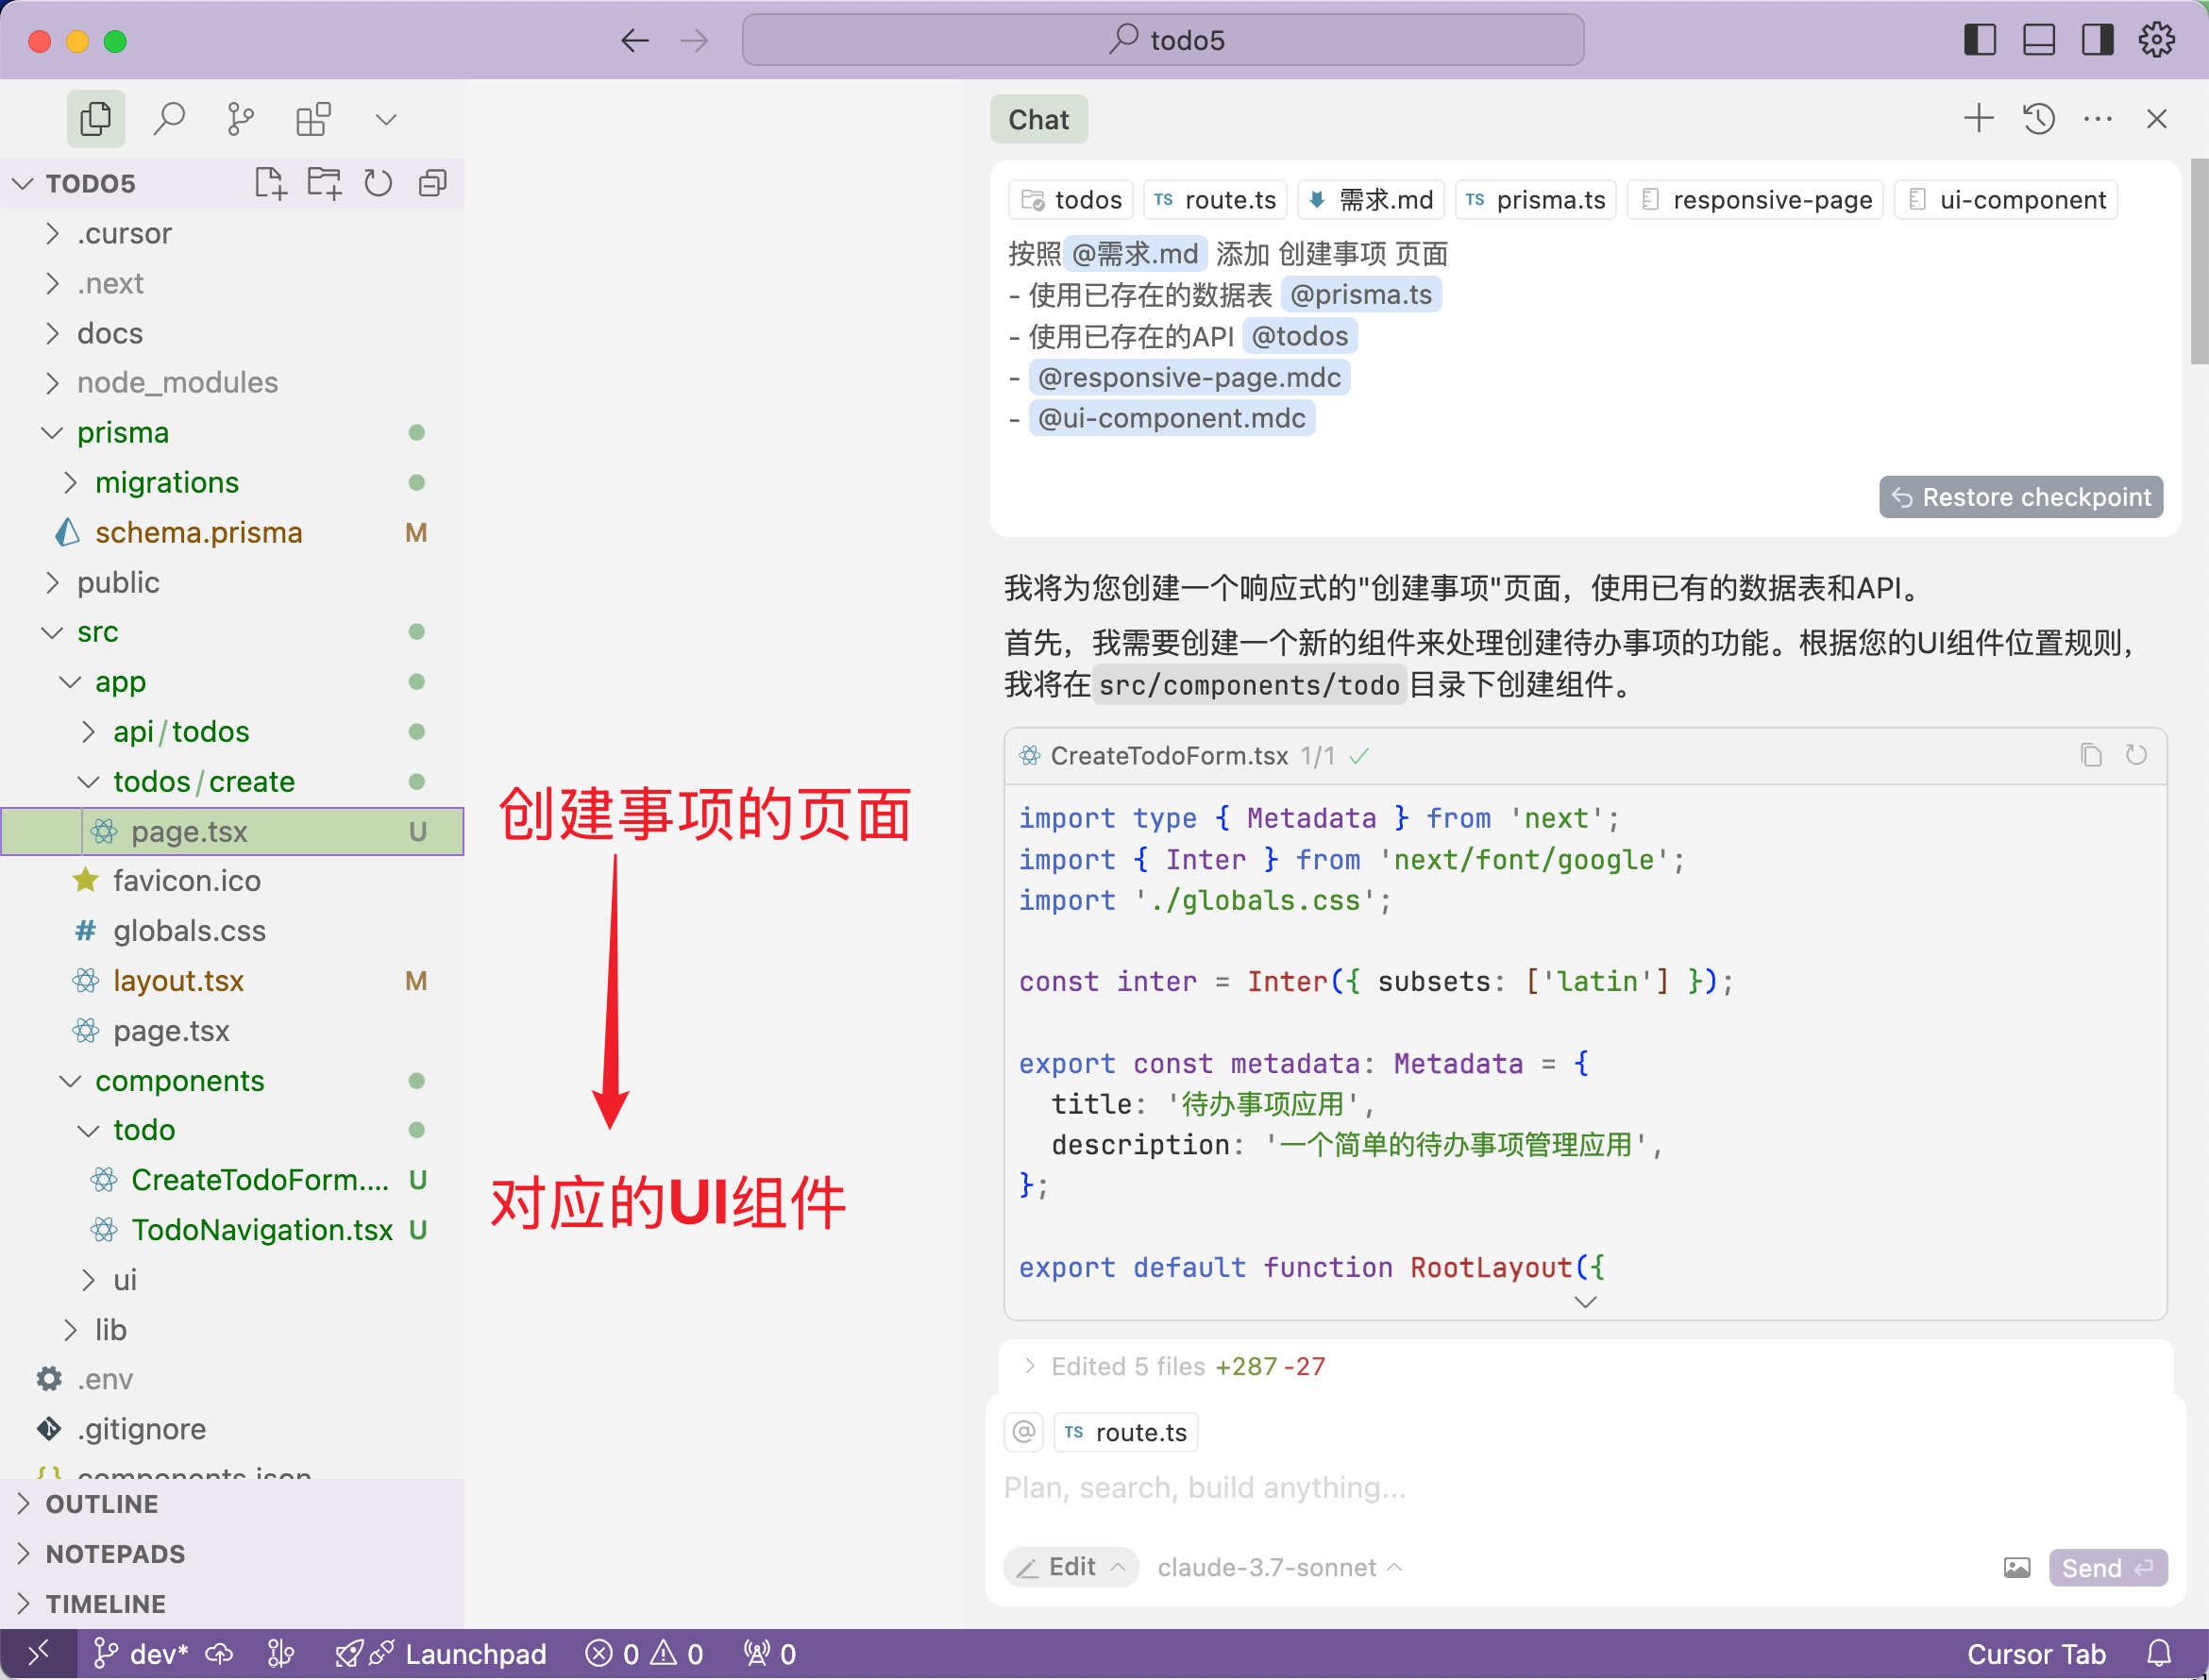 todo5
TODO5
.cursor
.next
docs
node_modules
prisma
migrations
schema.prisma M
public
src
app
api/todos
todos/create
page.tsx U
favicon.ico
globals.css
layout.tsx M
page.tsx
components
todo
CreateTodoForm.... U
TodoNavigation.tsx U
ui
lib
.env
.gitignore
components.json
OUTLINE
NOTEPADS
TIMELINE
创建事项的页面
对应的UI组件
Chat
todos TS route.ts 需求.md TS prisma.ts responsive-page ui-component
按照 @需求.md 添加 创建事项 页面
- 使用已存在的数据表 @prisma.ts
- 使用已存在的API @todos
- @responsive-page.mdc
- @ui-component.mdc
Restore checkpoint
我将为您创建一个响应式的"创建事项"页面，使用已有的数据表和API。
首先，我需要创建一个新的组件来处理创建待办事项的功能。根据您的UI组件位置规则，
我将在 src/components/todo 目录下创建组件。
CreateTodoForm.tsx 1/1
import type { Metadata } from 'next';
import { Inter } from 'next/font/google';
import './globals.css';
const inter = Inter({ subsets: ['latin'] });
export const metadata: Metadata = {
title: '待办事项应用',
description: '一个简单的待办事项管理应用',
};
export default function RootLayout({
Edited 5 files +287 -27
@ TS route.ts
Plan, search, build anything...
Edit claude-3.7-sonnet Send
dev* Launchpad 0 0 0 Cursor Tab